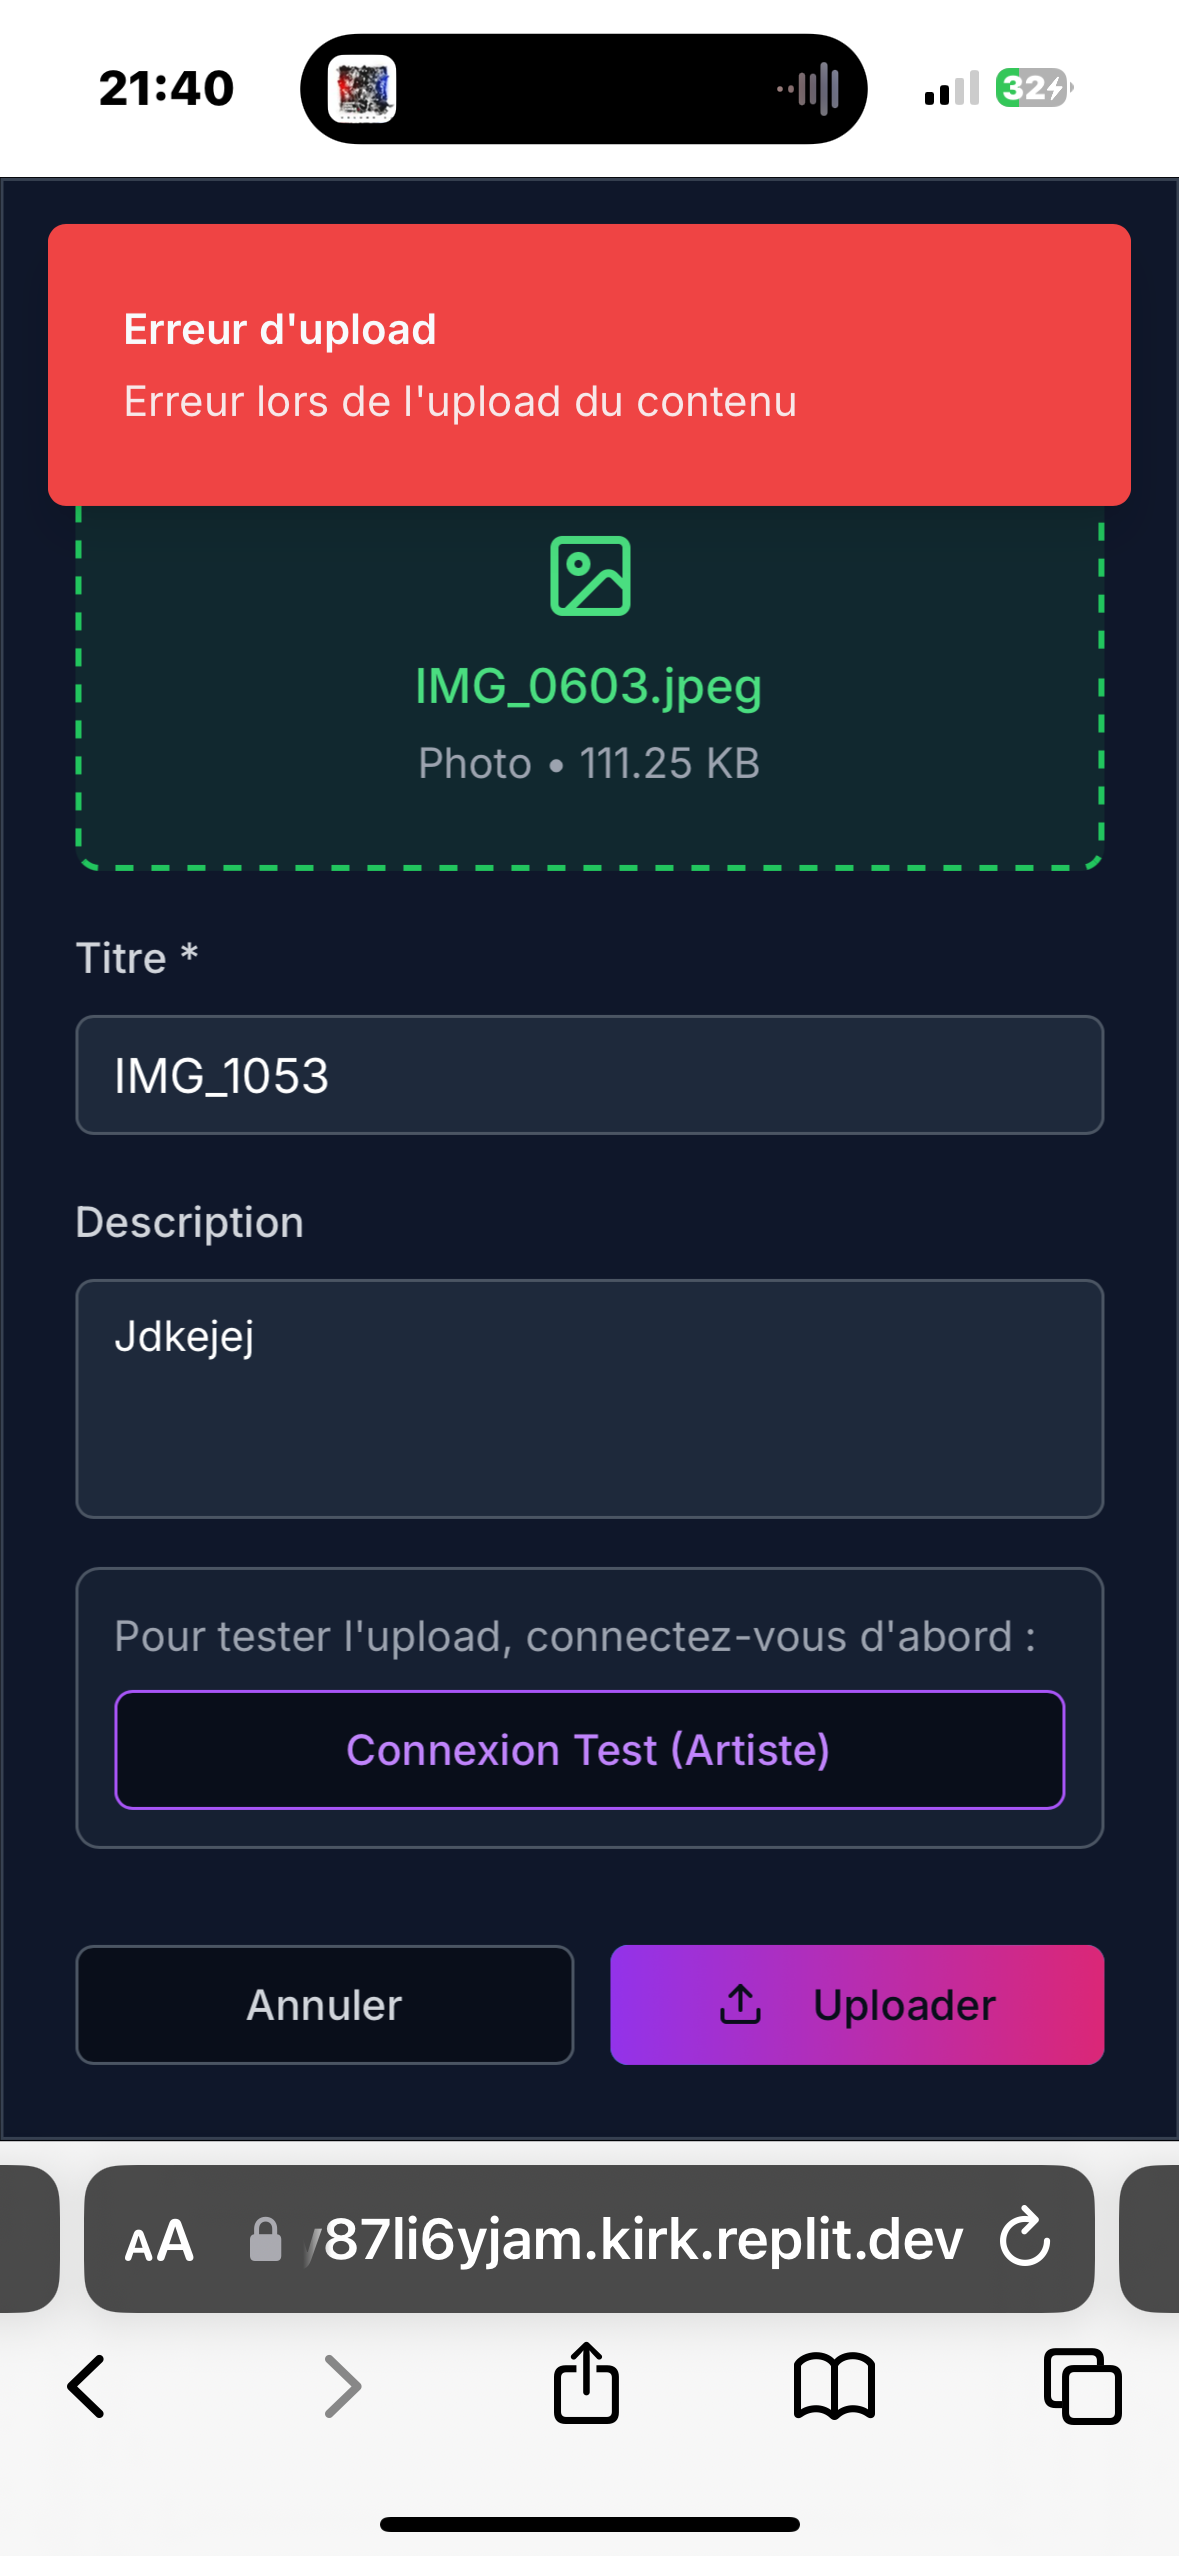 21:40
32
Erreur d'upload
Erreur lors de l'upload du contenu
IMG_0603.jpeg
Photo • 111.25 KB
Titre *
IMG_1053
Description
Jdkejej
Pour tester l'upload, connectez-vous d'abord :
Connexion Test (Artiste)
Annuler
Uploader
AA
87li6yjam.kirk.replit.dev